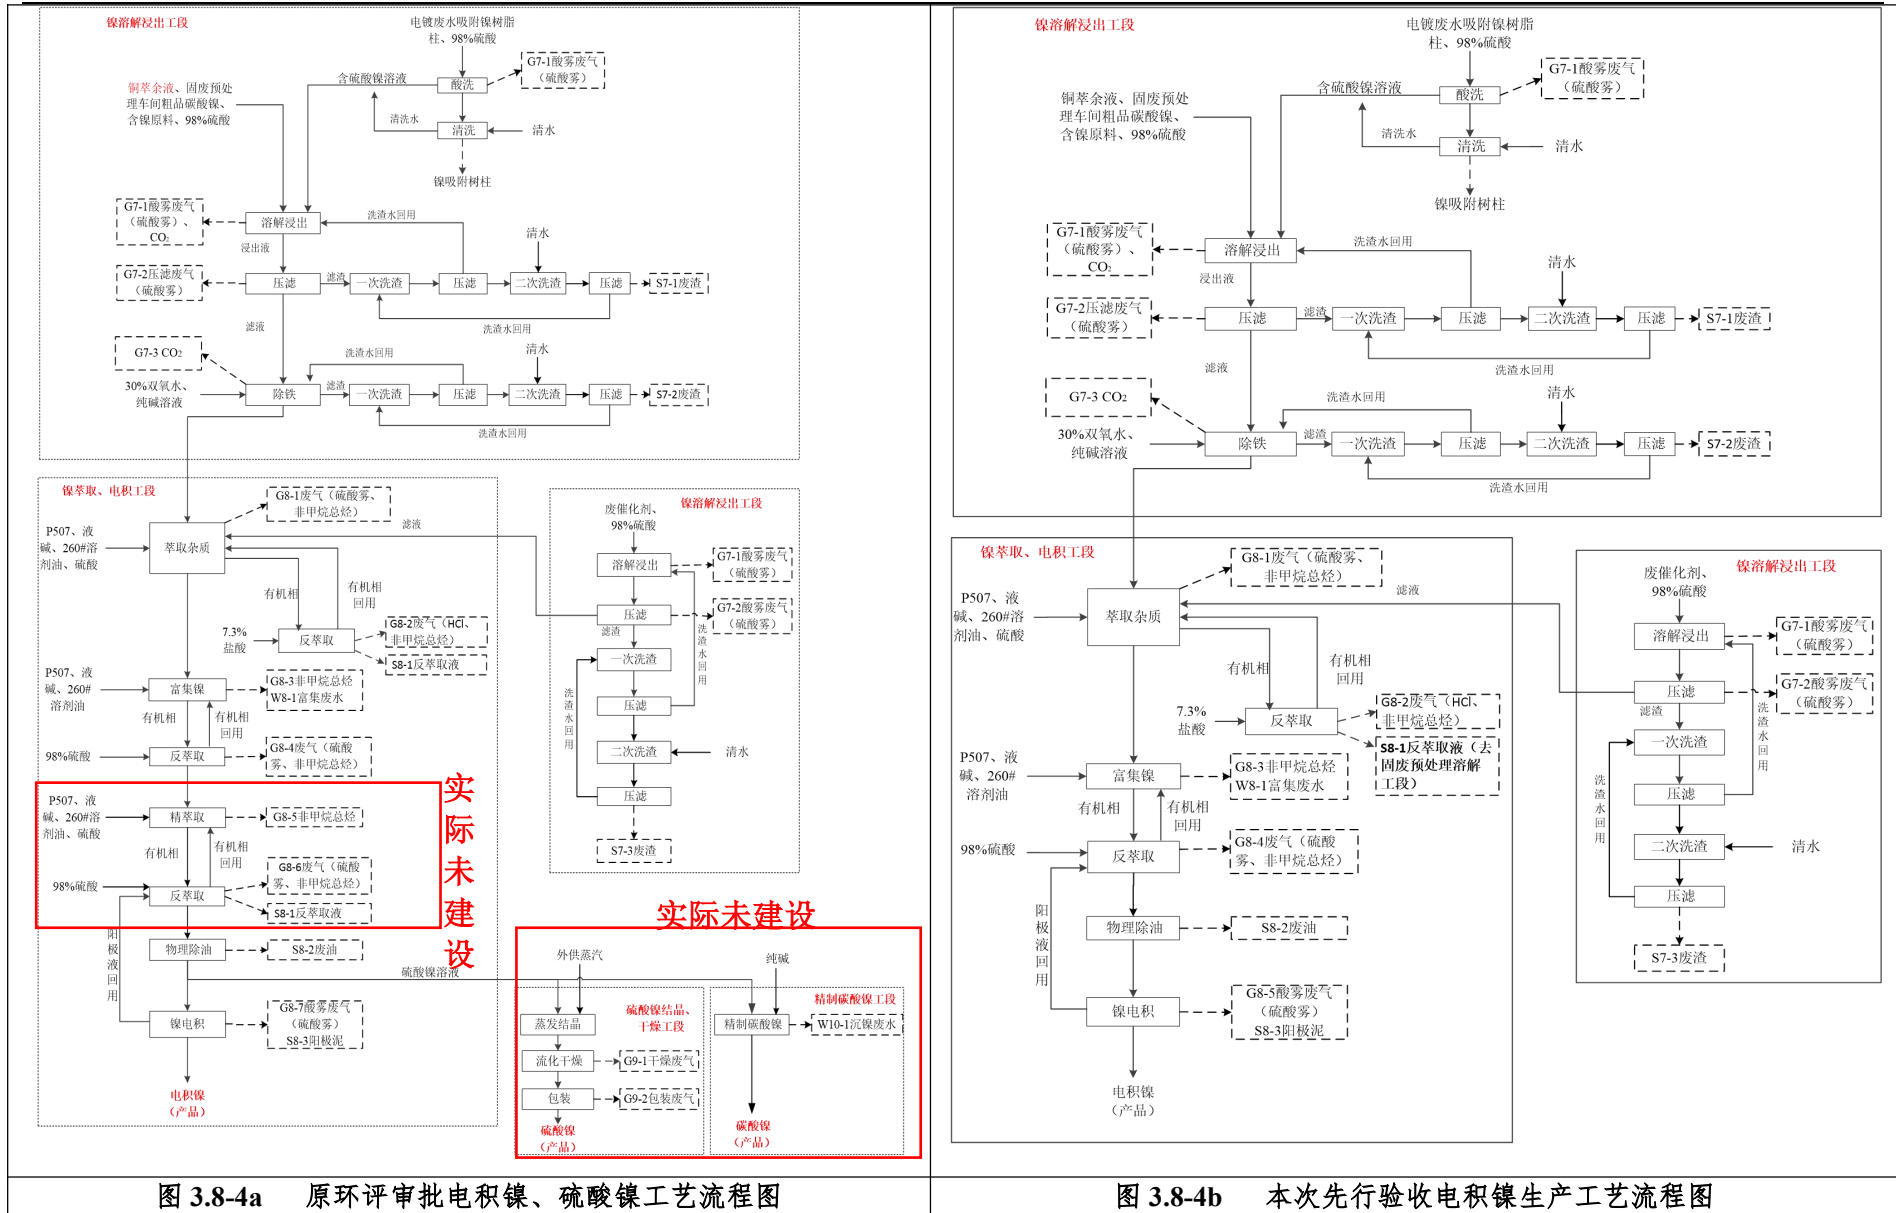 镍溶解浸出工段
电镀废水吸附镍树脂
柱、98%硫酸
G7-1酸雾废气
（硫酸雾）
含硫酸镍溶液
酸洗
铜萃余液、固废预处
理车间粗品碳酸镍、
含镍原料、98%硫酸
清洗水
清洗
清水
镍吸附树柱
G7-1酸雾废气
（硫酸雾）、
CO₂
溶解浸出
洗渣水回用
浸出液
清水
G7-2压滤废气
（硫酸雾）
压滤
滤渣
一次洗渣
压滤
二次洗渣
压滤
S7-1废渣
滤液
洗渣水回用
G7-3 CO₂
洗渣水回用
清水
30%双氧水、
纯碱溶液
除铁
滤渣
一次洗渣
压滤
二次洗渣
压滤
S7-2废渣
洗渣水回用
镍萃取、电积工段
G8-1废气（硫酸雾、
非甲烷总烃）
P507、液
碱、260#溶
剂油、硫酸
萃取杂质
滤液
有机相
有机相
回用
7.3%
盐酸
反萃取
G8-2废气（HCl、
非甲烷总烃）
S8-1反萃取液
P507、液
碱、260#
溶剂油
富集镍
G8-3非甲烷总烃
W8-1富集废水
有机相
有机相
回用
98%硫酸
反萃取
G8-4废气（硫酸
雾、非甲烷总烃）
P507、液
碱、260#溶
剂油、硫酸
精萃取
G8-5非甲烷总烃
有机相
有机相
回用
98%硫酸
反萃取
G8-6废气（硫酸
雾、非甲烷总烃）
S8-1反萃取液
实际未建设
阳极液回用
物理除油
S8-2废油
硫酸镍溶液
镍电积
G8-7酸雾废气
（硫酸雾）
S8-3阳极泥
电积镍
（产品）
镍溶解浸出工段
废催化剂、
98%硫酸
溶解浸出
G7-1酸雾废气
（硫酸雾）
压滤
G7-2酸雾废气
（硫酸雾）
滤渣
洗渣水回用
一次洗渣
洗渣水回用
压滤
二次洗渣
清水
压滤
S7-3废渣
实际未建设
外供蒸汽
纯碱
硫酸镍结晶、
干燥工段
蒸发结晶
流化干燥
G9-1干燥废气
包装
G9-2包装废气
硫酸镍
（产品）
精制碳酸镍工段
精制碳酸镍
W10-1沉镍废水
碳酸镍
（产品）
图 3.8-4a 原环评审批电积镍、硫酸镍工艺流程图
镍溶解浸出工段
电镀废水吸附镍树脂
柱、98%硫酸
G7-1酸雾废气
（硫酸雾）
含硫酸镍溶液
酸洗
铜萃余液、固废预处
理车间粗品碳酸镍、
含镍原料、98%硫酸
清洗水
清洗
清水
镍吸附树柱
G7-1酸雾废气
（硫酸雾）、
CO₂
溶解浸出
洗渣水回用
浸出液
清水
G7-2压滤废气
（硫酸雾）
压滤
滤渣
一次洗渣
压滤
二次洗渣
压滤
S7-1废渣
滤液
洗渣水回用
G7-3 CO₂
洗渣水回用
清水
30%双氧水、
纯碱溶液
除铁
滤渣
一次洗渣
压滤
二次洗渣
压滤
S7-2废渣
洗渣水回用
镍萃取、电积工段
G8-1废气（硫酸雾、
非甲烷总烃）
P507、液
碱、260#溶
剂油、硫酸
萃取杂质
滤液
有机相
有机相
回用
7.3%
盐酸
反萃取
G8-2废气（HCl、
非甲烷总烃）
S8-1反萃取液（去
固废预处理溶解
工段）
P507、液
碱、260#
溶剂油
富集镍
G8-3非甲烷总烃
W8-1富集废水
有机相
有机相
回用
98%硫酸
反萃取
G8-4废气（硫酸
雾、非甲烷总烃）
阳极液回用
物理除油
S8-2废油
镍电积
G8-5酸雾废气
（硫酸雾）
S8-3阳极泥
电积镍
（产品）
镍溶解浸出工段
废催化剂、
98%硫酸
溶解浸出
G7-1酸雾废气
（硫酸雾）
压滤
G7-2酸雾废气
（硫酸雾）
滤渣
洗渣水回用
一次洗渣
洗渣水回用
压滤
二次洗渣
清水
压滤
S7-3废渣
图 3.8-4b 本次先行验收电积镍生产工艺流程图